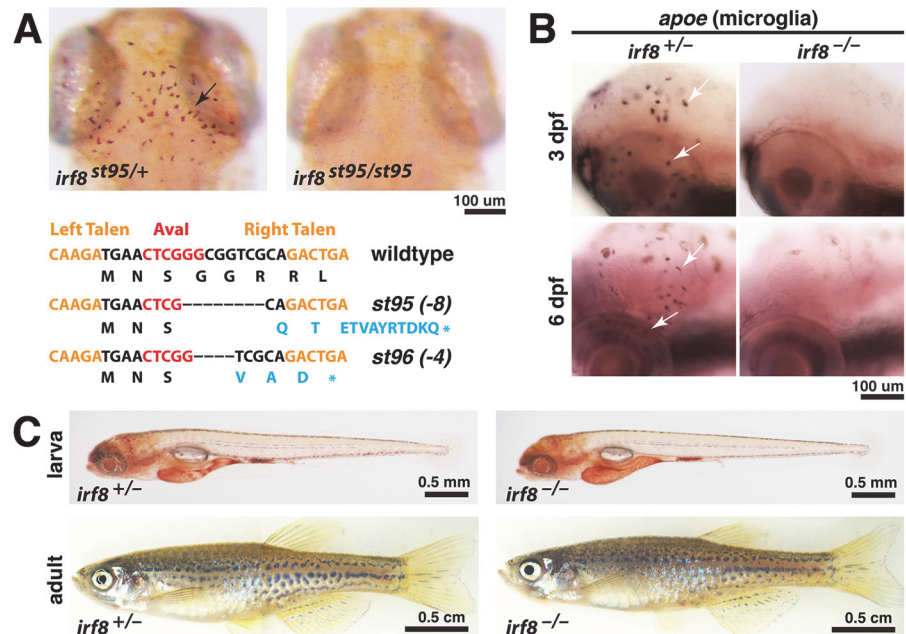 A
irf8 st95/+
irf8 st95/st95
100 um
Left Talen AvaI Right Talen
CAAGATGAACTCGGGCGGTCGCAGACTGA wildtype
M N S G G R R L
CAAGATGAACTCG--------CAGACTGA st95 (-8)
M N S Q T ETVAYRTDKQ*
CAAGATGAACTCGG----TCGCAGACTGA st96 (-4)
M N S V A D *
B
apoe (microglia)
irf8 +/– irf8 –/–
3 dpf
6 dpf
100 um
C
larva
irf8 +/–
0.5 mm
irf8 –/–
0.5 mm
adult
irf8 +/–
0.5 cm
irf8 –/–
0.5 cm